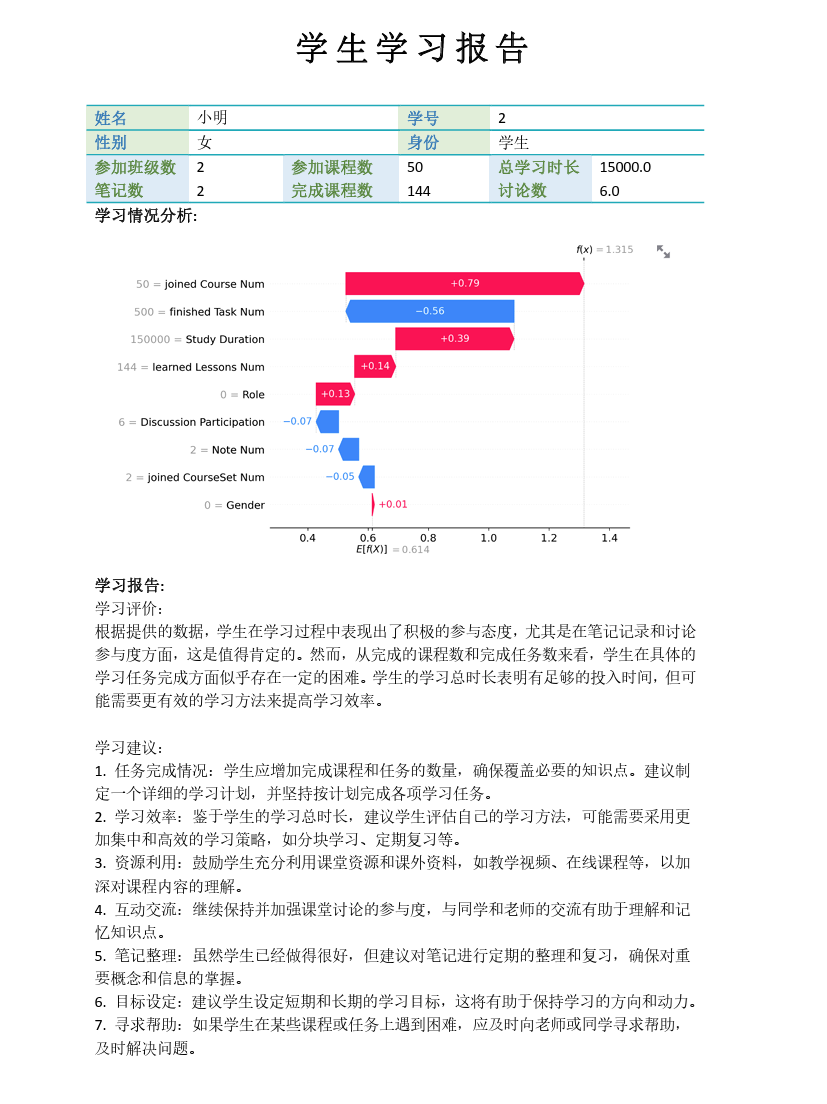 学生学习报告
姓名 小明 学号 2
性别 女 身份 学生
参加班级数 2 参加课程数 50 总学习时长 15000.0
笔记数 2 完成课程数 144 讨论数 6.0
学习情况分析:
f(x) = 1.315
50 = joined Course Num +0.79
500 = finished Task Num −0.56
150000 = Study Duration +0.39
144 = learned Lessons Num +0.14
0 = Role +0.13
6 = Discussion Participation −0.07
2 = Note Num −0.07
2 = joined CourseSet Num −0.05
0 = Gender +0.01
0.4 0.6 0.8 1.0 1.2 1.4
E[f(X)] = 0.614
学习报告:
学习评价:
根据提供的数据，学生在学习过程中表现出了积极的参与态度，尤其是在笔记记录和讨论
参与度方面，这是值得肯定的。然而，从完成的课程数和完成任务数来看，学生在具体的
学习任务完成方面似乎存在一定的困难。学生的学习总时长表明有足够的投入时间，但可
能需要更有效的学习方法来提高学习效率。
学习建议:
1. 任务完成情况：学生应增加完成课程和任务的数量，确保覆盖必要的知识点。建议制
定一个详细的学习计划，并坚持按计划完成各项学习任务。
2. 学习效率：鉴于学生的学习总时长，建议学生评估自己的学习方法，可能需要采用更
加集中和高效的学习策略，如分块学习、定期复习等。
3. 资源利用：鼓励学生充分利用课堂资源和课外资料，如教学视频、在线课程等，以加
深对课程内容的理解。
4. 互动交流：继续保持并加强课堂讨论的参与度，与同学和老师的交流有助于理解和记
忆知识点。
5. 笔记整理：虽然学生已经做得很好，但建议对笔记进行定期的整理和复习，确保对重
要概念和信息的掌握。
6. 目标设定：建议学生设定短期和长期的学习目标，这将有助于保持学习的方向和动力。
7. 寻求帮助：如果学生在某些课程或任务上遇到困难，应及时向老师或同学寻求帮助，
及时解决问题。